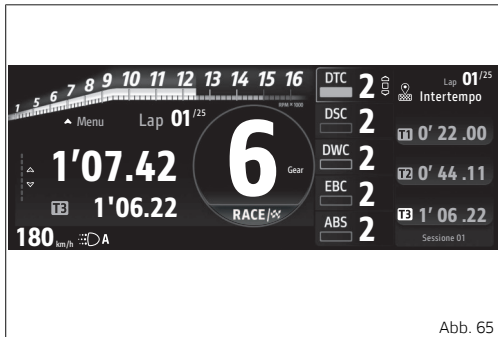 1 5 6 7 8 9 10 11 12 13 14 15 16
RPM × 1000
Menu Lap 01/25
1'07.42
T3 1'06.22
180 km/h A
6
Gear
RACE/
DTC 2
DSC 2
DWC 2
EBC 2
ABS 2
Lap 01/25
Intertempo
T1 0' 22 .00
T2 0' 44 .11
T3 1' 06 .22
Sessione 01
Abb. 65